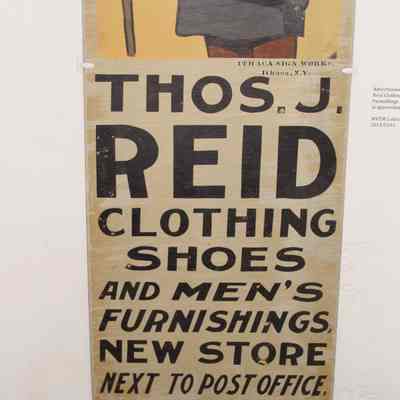 ITHACA SIGN WORKS,
Ithaca, N.Y.
THOS. J.
REID
CLOTHING
SHOES
AND MEN'S
FURNISHINGS,
NEW STORE
NEXT TO POST OFFICE.